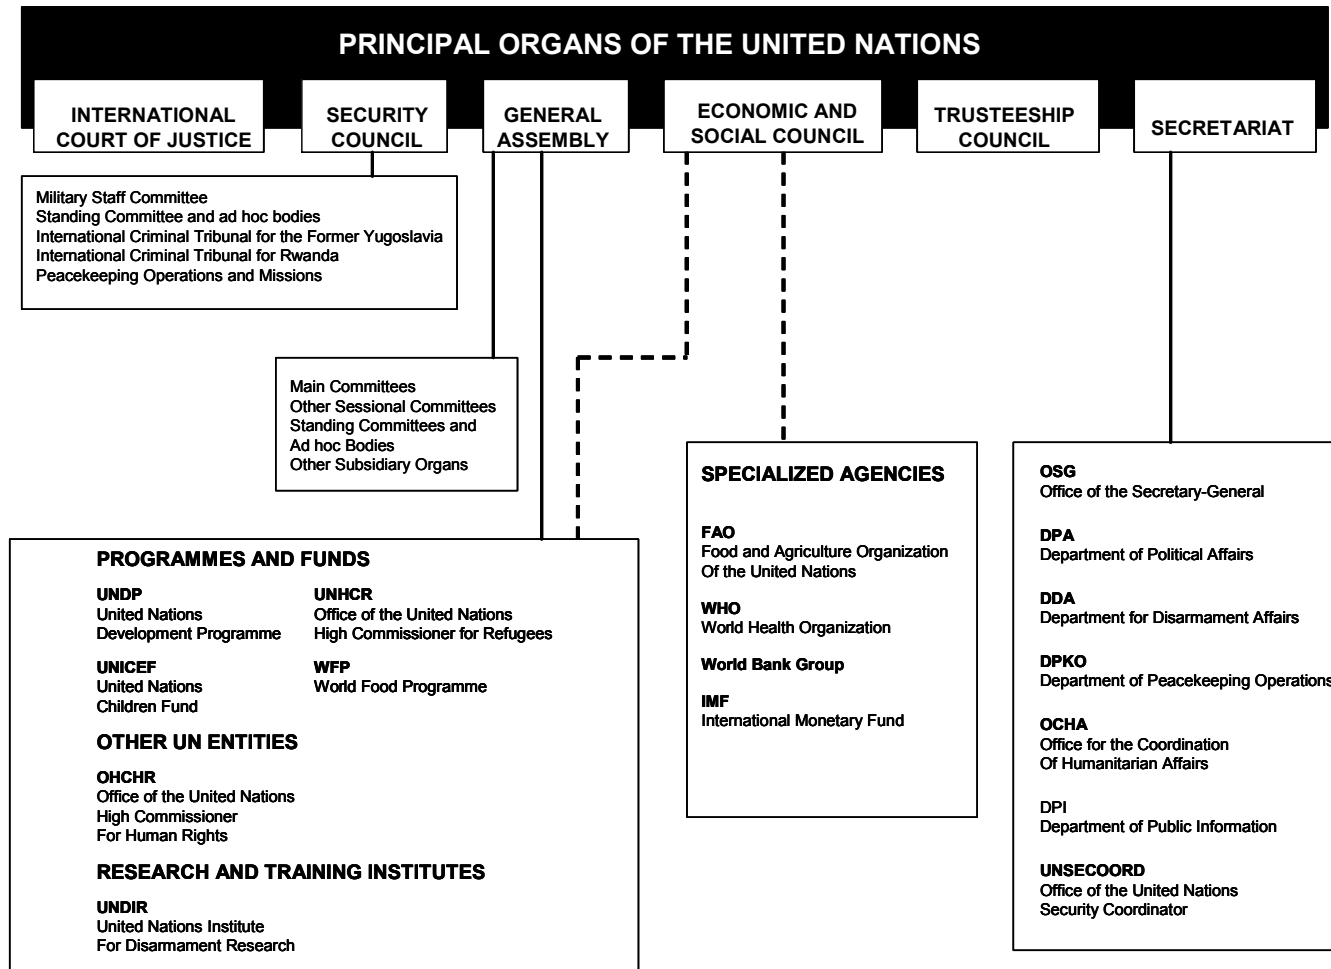 PRINCIPAL ORGANS OF THE UNITED NATIONS
INTERNATIONAL
COURT OF JUSTICE
SECURITY
COUNCIL
GENERAL
ASSEMBLY
ECONOMIC AND
SOCIAL COUNCIL
TRUSTEESHIP
COUNCIL
SECRETARIAT
Military Staff Committee
Standing Committee and ad hoc bodies
International Criminal Tribunal for the Former Yugoslavia
International Criminal Tribunal for Rwanda
Peacekeeping Operations and Missions
Main Committees
Other Sessional Committees
Standing Committees and
Ad hoc Bodies
Other Subsidiary Organs
PROGRAMMES AND FUNDS
UNDP
United Nations
Development Programme
UNHCR
Office of the United Nations
High Commissioner for Refugees
UNICEF
United Nations
Children Fund
WFP
World Food Programme
OTHER UN ENTITIES
OHCHR
Office of the United Nations
High Commissioner
For Human Rights
RESEARCH AND TRAINING INSTITUTES
UNDIR
United Nations Institute
For Disarmament Research
SPECIALIZED AGENCIES
FAO
Food and Agriculture Organization
Of the United Nations
WHO
World Health Organization
World Bank Group
IMF
International Monetary Fund
OSG
Office of the Secretary-General
DPA
Department of Political Affairs
DDA
Department for Disarmament Affairs
DPKO
Department of Peacekeeping Operations
OCHA
Office for the Coordination
Of Humanitarian Affairs
DPI
Department of Public Information
UNSECOORD
Office of the United Nations
Security Coordinator